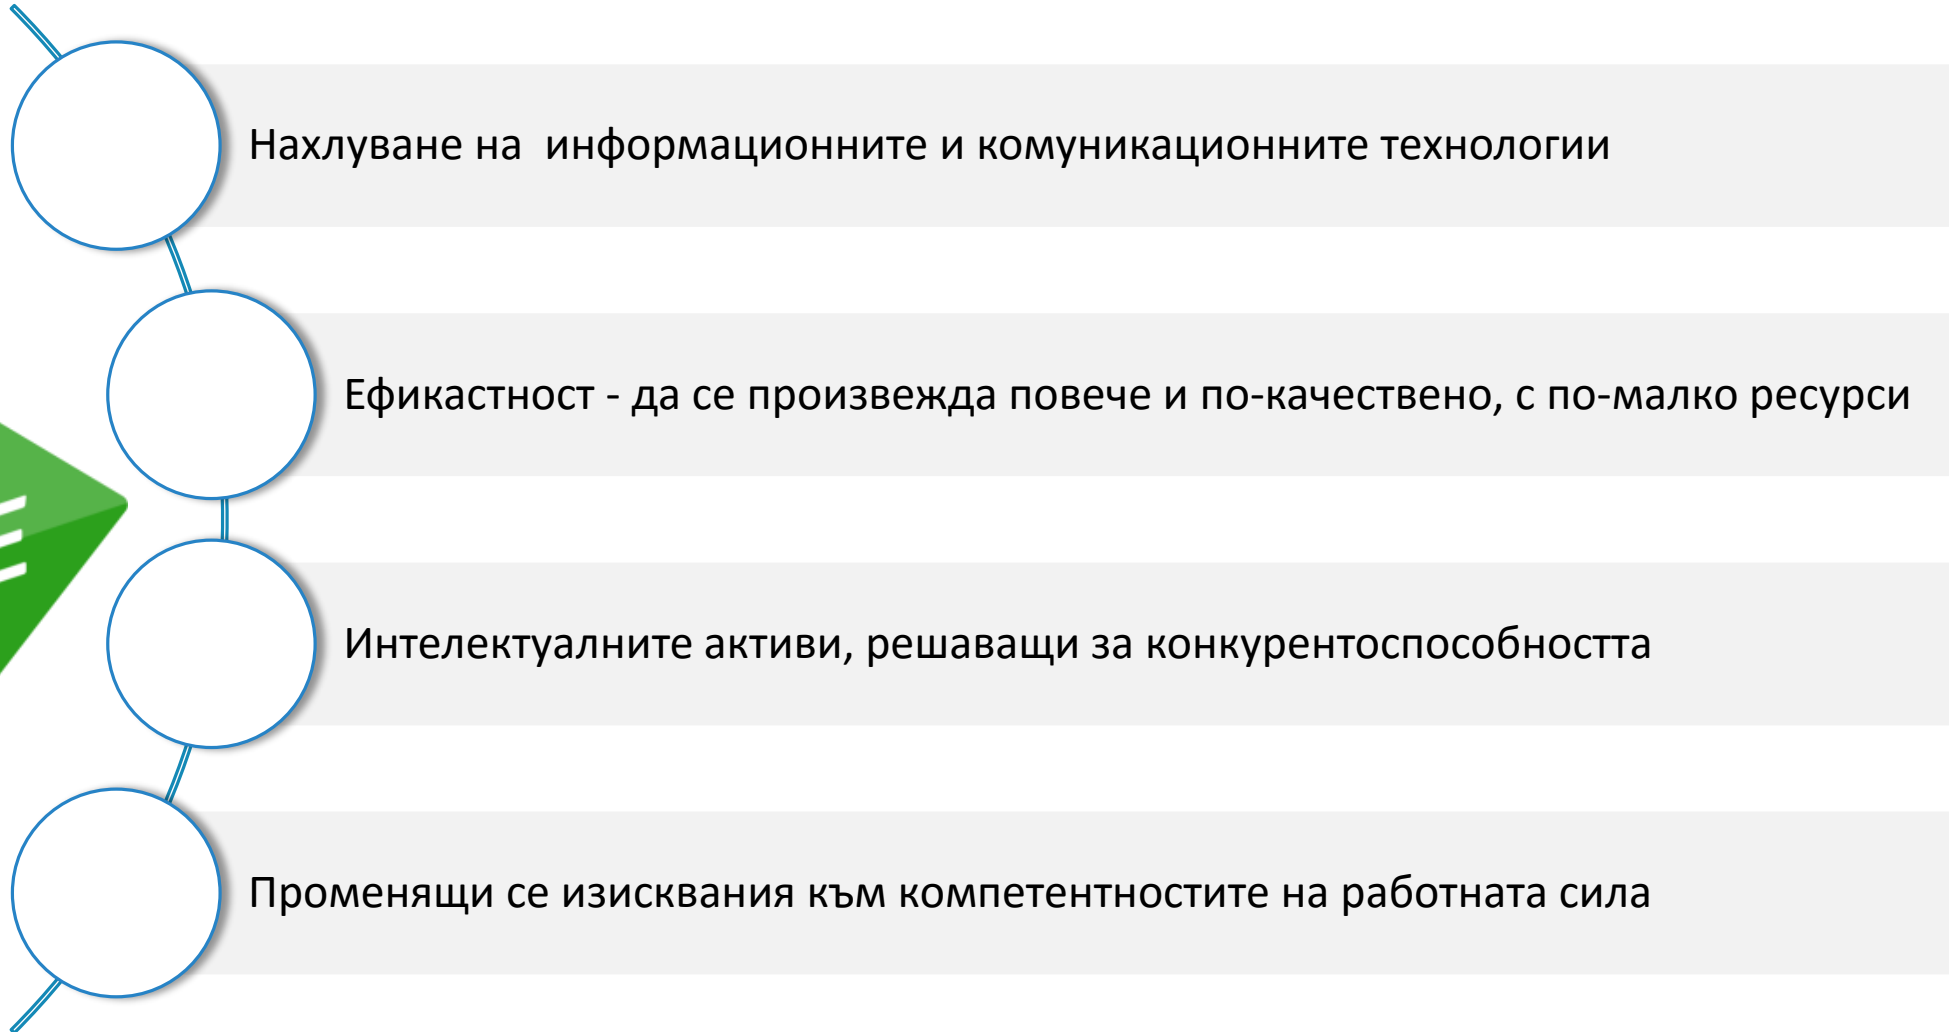 Нахлуване на  информационните и комуникационните технологии
Ефикастност - да се произвежда повече и по-качествено, с по-малко ресурси
Интелектуалните активи, решаващи за конкурентоспособността
Променящи се изисквания към компетентностите на работната сила